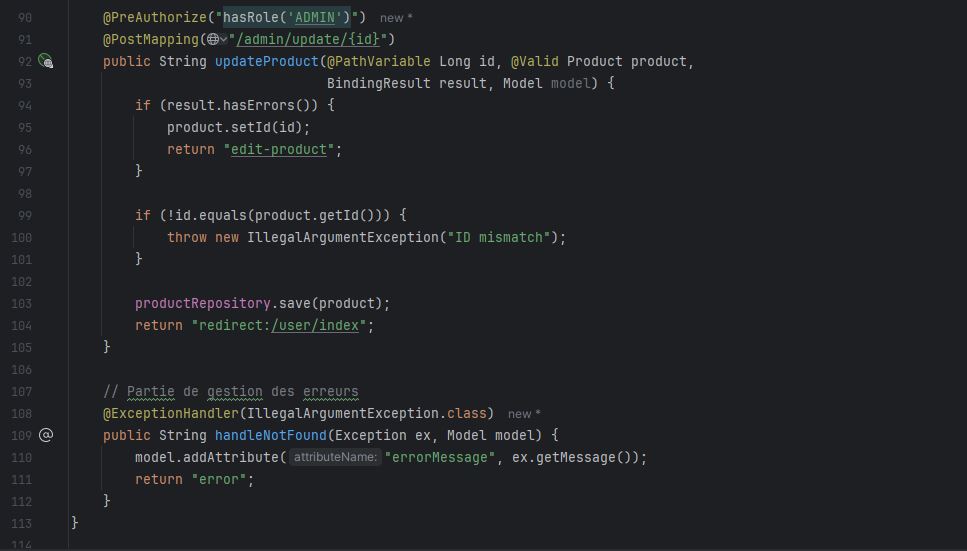 90 @PreAuthorize("hasRole('ADMIN')") new *
91 @PostMapping("/admin/update/{id}")
92 public String updateProduct(@PathVariable Long id, @Valid Product product,
93 BindingResult result, Model model) {
94 if (result.hasErrors()) {
95 product.setId(id);
96 return "edit-product";
97 }
98
99 if (!id.equals(product.getId())) {
100 throw new IllegalArgumentException("ID mismatch");
101 }
102
103 productRepository.save(product);
104 return "redirect:/user/index";
105 }
106
107 // Partie de gestion des erreurs
108 @ExceptionHandler(IllegalArgumentException.class) new *
109 public String handleNotFound(Exception ex, Model model) {
110 model.addAttribute( attributeName: "errorMessage", ex.getMessage());
111 return "error";
112 }
113 }
114